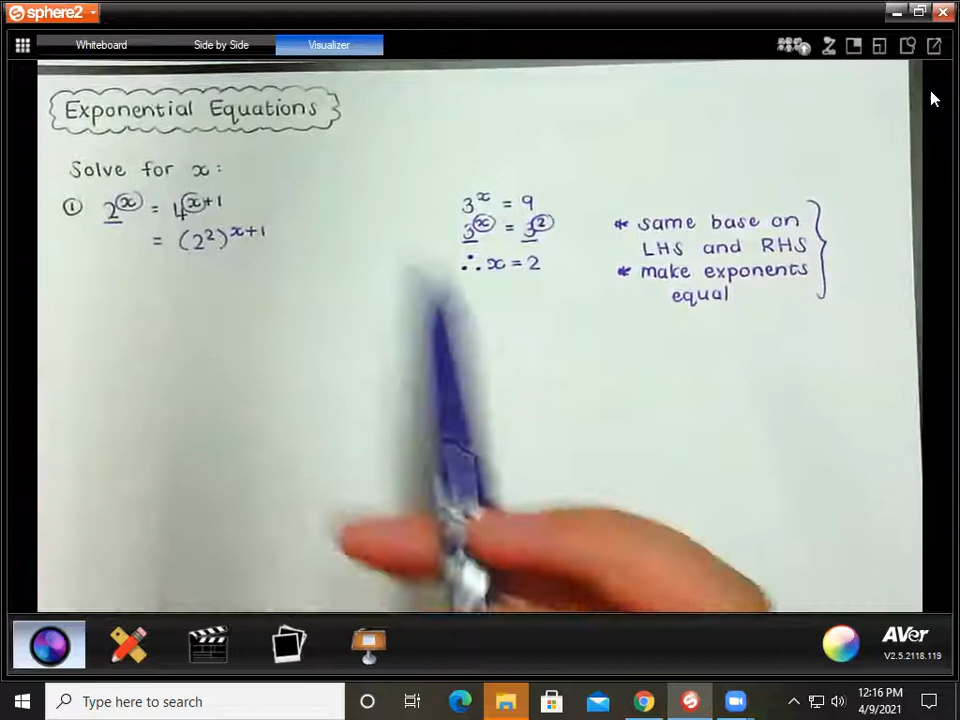 sphere2
Whiteboard
Side by Side
Visualizer
Exponential Equations
Solve for x:
① 2^x = 4^(x+1)
= (2^2)^(x+1)
3^x = 9
3^x = 3^2
∴ x = 2
* same base on
LHS and RHS
* make exponents
equal
AVer
V2.5.2118.119
Type here to search
12:16 PM
4/9/2021